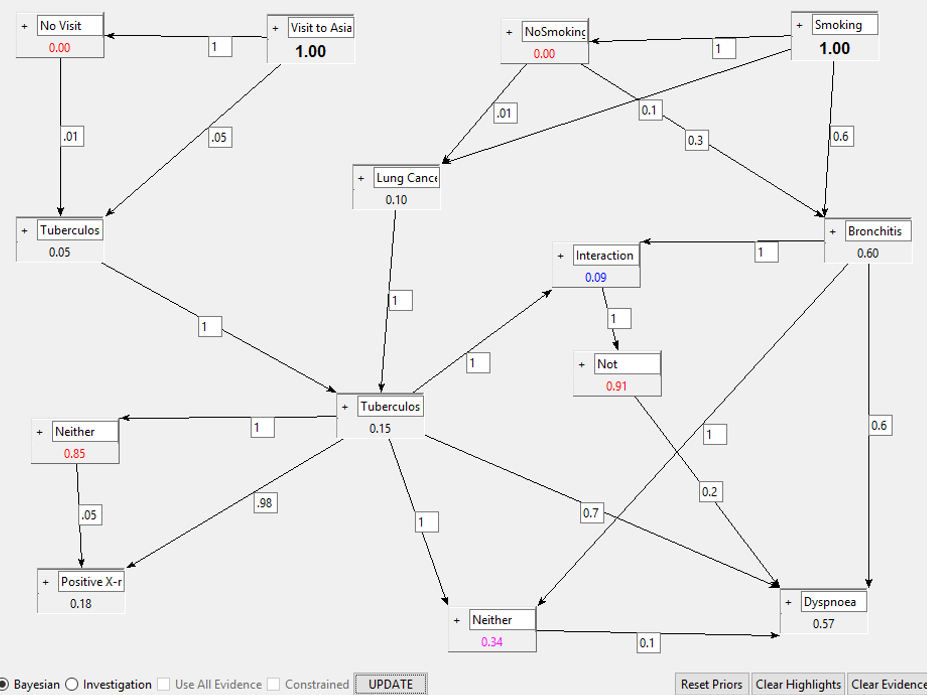 + No Visit
0.00
1
+ Visit to Asia
1.00
+ NoSmoking
0.00
1
+ Smoking
1.00
.01
.05
.01
0.1
0.3
0.6
+ Lung Cance
0.10
+ Tuberculos
0.05
+ Bronchitis
0.60
+ Interaction
0.09
1
1
1
1
+ Not
0.91
1
+ Tuberculos
0.15
1
+ Neither
0.85
1
0.6
.98
0.2
.05
1
0.7
+ Positive X-r
0.18
+ Neither
0.34
0.1
+ Dyspnoea
0.57
Bayesian Investigation Use All Evidence Constrained UPDATE Reset Priors Clear Highlights Clear Evidence